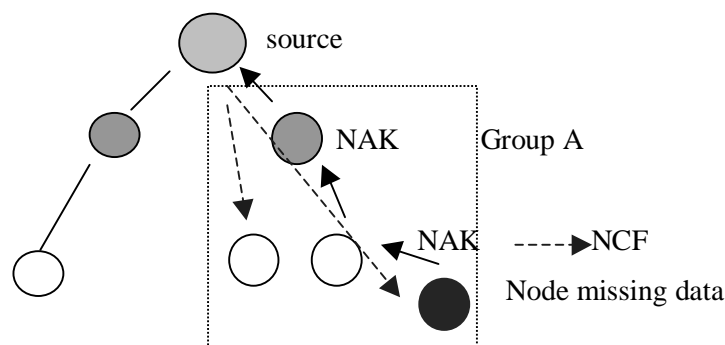 source
NAK
Group A
NAK
NCF
Node missing data